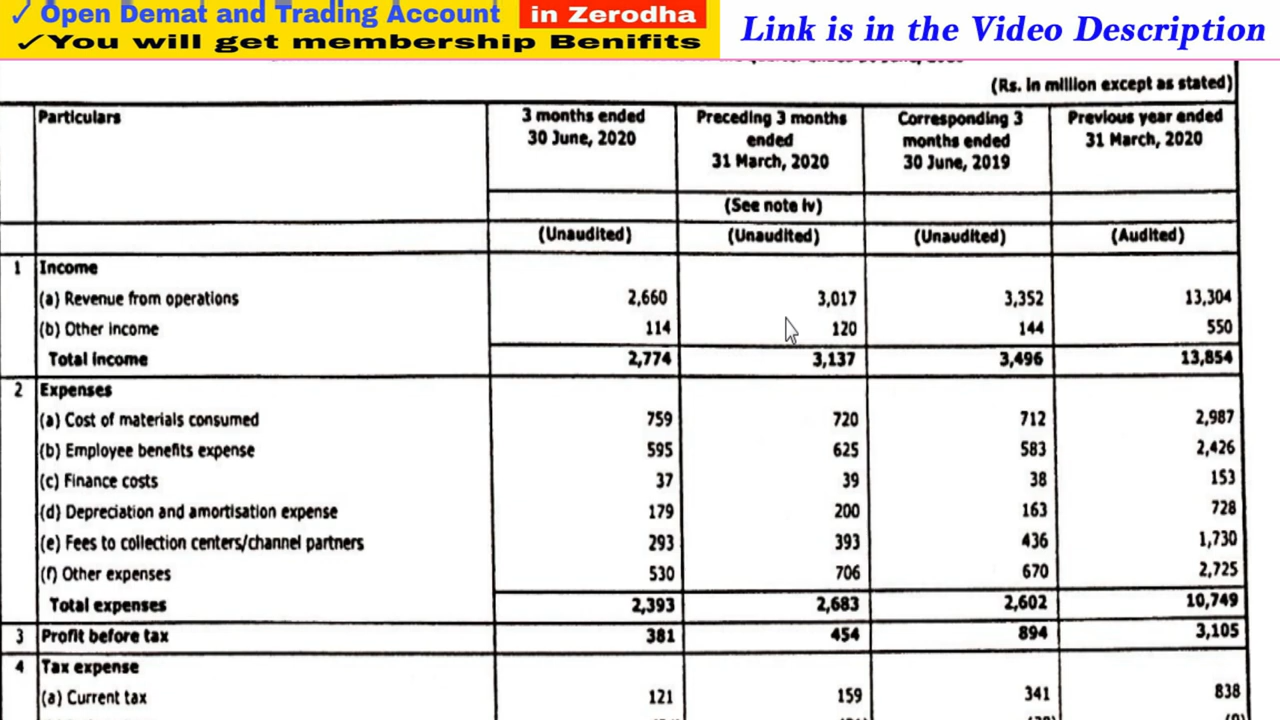 ✓ Open Demat and Trading Account in Zerodha
✓You will get membership Benifits
Link is in the Video Description
(Rs. in million except as stated)
Particulars 3 months ended 30 June, 2020 Preceding 3 months ended 31 March, 2020 Corresponding 3 months ended 30 June, 2019 Previous year ended 31 March, 2020
(See note iv)
(Unaudited) (Unaudited) (Unaudited) (Audited)
1 Income
(a) Revenue from operations 2,660 3,017 3,352 13,304
(b) Other income 114 120 144 550
Total income 2,774 3,137 3,496 13,854
2 Expenses
(a) Cost of materials consumed 759 720 712 2,987
(b) Employee benefits expense 595 625 583 2,426
(c) Finance costs 37 39 38 153
(d) Depreciation and amortisation expense 179 200 163 728
(e) Fees to collection centers/channel partners 293 393 436 1,730
(f) Other expenses 530 706 670 2,725
Total expenses 2,393 2,683 2,602 10,749
3 Profit before tax 381 454 894 3,105
4 Tax expense
(a) Current tax 121 159 341 838